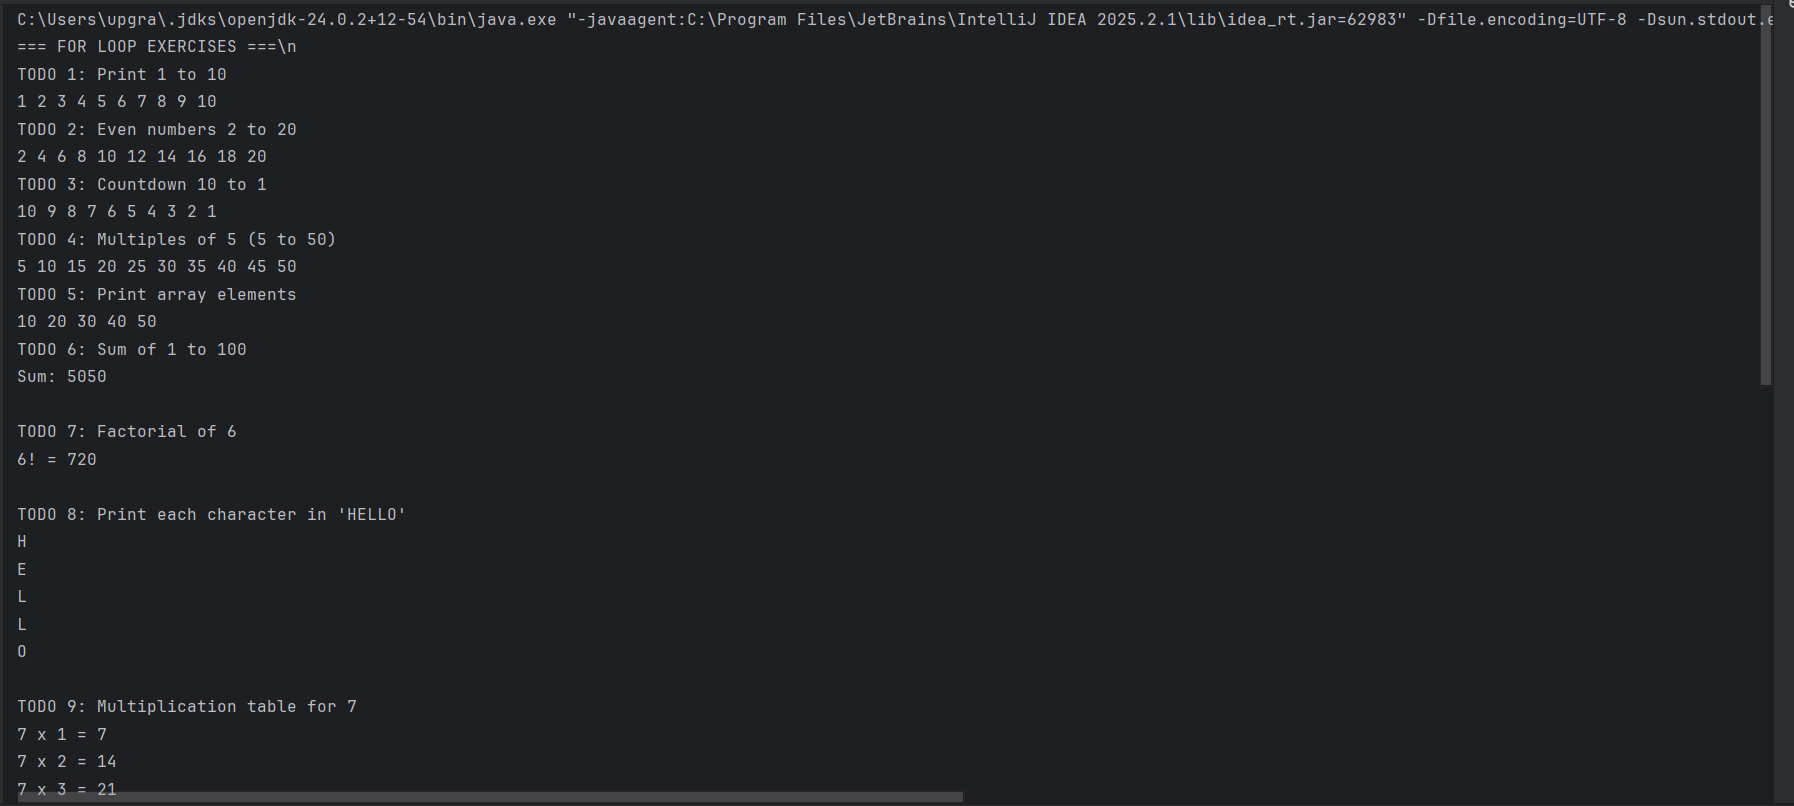 C:\Users\upgra\.jdks\openjdk-24.0.2+12-54\bin\java.exe "-javaagent:C:\Program Files\JetBrains\IntelliJ IDEA 2025.2.1\lib\idea_rt.jar=62983" -Dfile.encoding=UTF-8 -Dsun.stdout.e
=== FOR LOOP EXERCISES ===\n
TODO 1: Print 1 to 10
1 2 3 4 5 6 7 8 9 10
TODO 2: Even numbers 2 to 20
2 4 6 8 10 12 14 16 18 20
TODO 3: Countdown 10 to 1
10 9 8 7 6 5 4 3 2 1
TODO 4: Multiples of 5 (5 to 50)
5 10 15 20 25 30 35 40 45 50
TODO 5: Print array elements
10 20 30 40 50
TODO 6: Sum of 1 to 100
Sum: 5050
TODO 7: Factorial of 6
6! = 720
TODO 8: Print each character in 'HELLO'
H
E
L
L
O
TODO 9: Multiplication table for 7
7 x 1 = 7
7 x 2 = 14
7 x 3 = 21